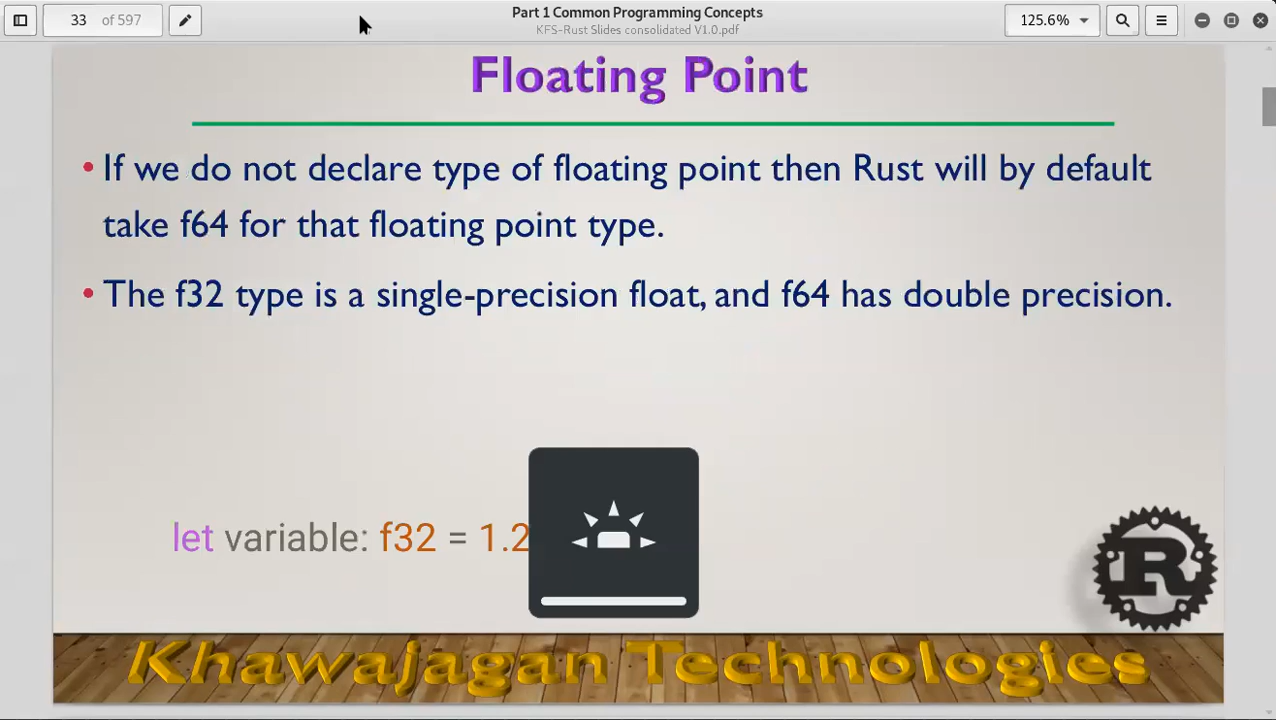 33 of 597
Part 1 Common Programming Concepts
KFS-Rust Slides consolidated V1.0.pdf
125.6%
Floating Point
• If we do not declare type of floating point then Rust will by default
take f64 for that floating point type.
• The f32 type is a single-precision float, and f64 has double precision.
let variable: f32 = 1.2
R
Khawajagan Technologies